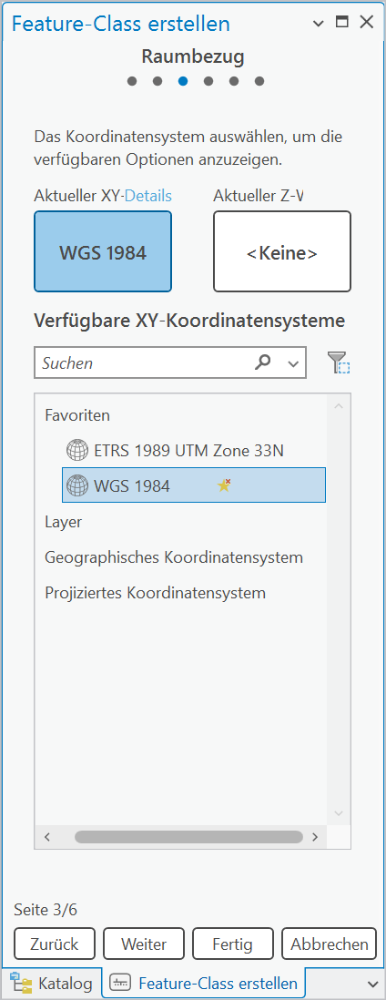 Feature-Class erstellen
Raumbezug
Das Koordinatensystem auswählen, um die
verfügbaren Optionen anzuzeigen.
Aktueller XY-Details
Aktueller Z-
WGS 1984
<Keine>
Verfügbare XY-Koordinatensysteme
Suchen
Favoriten
ETRS 1989 UTM Zone 33N
WGS 1984
Layer
Geographisches Koordinatensystem
Projiziertes Koordinatensystem
Seite 3/6
Zurück
Weiter
Fertig
Abbrechen
Katalog
Feature-Class erstellen